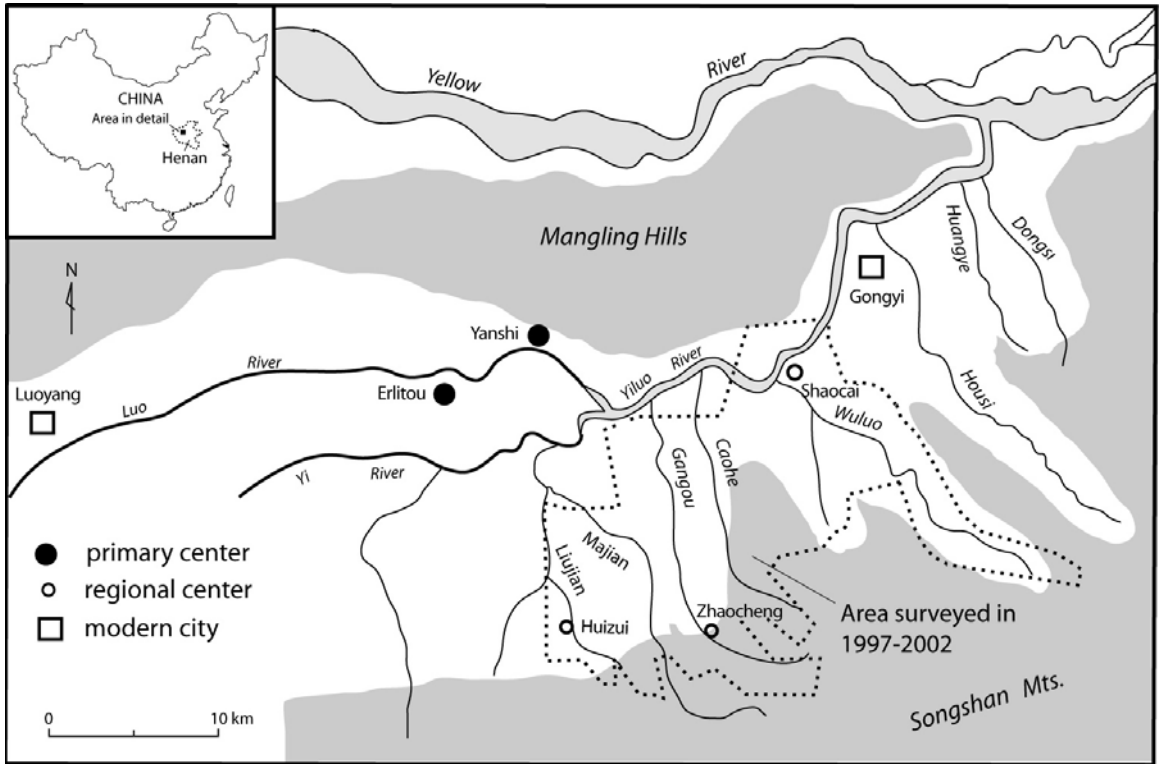 CHINA
Area in detail
Henan
Yellow
River
Mangling Hills
N
Huangye
Dongsi
Gongyi
Yanshi
River
Erlitou
Luoyang
Luo
Yiluo
River
Shaocai
Wuluo
Housi
Yi
River
Gangou
Caohe
Liujian
Majian
primary center
regional center
modern city
Huizui
Zhaocheng
Area surveyed in
1997-2002
Songshan Mts.
0
10 km